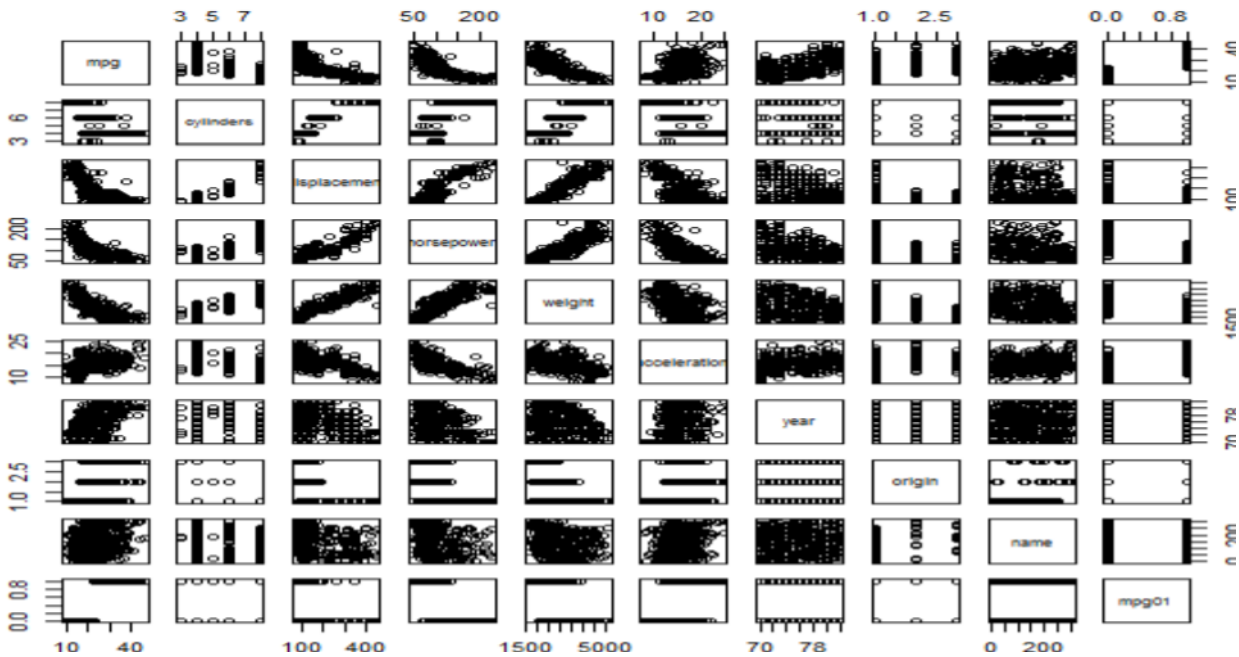 3 5 7 50 200 10 20 1.0 2.5 0.0 0.8
mpg 10 40
3 6 cylinders
isplacemen 100
50 200 horsepower
weight 1500
10 25 acceleration
year 70 78
1.0 2.5 origin
name 0 200
0.0 0.8 mpg01
10 40 100 400 1500 5000 70 78 0 200